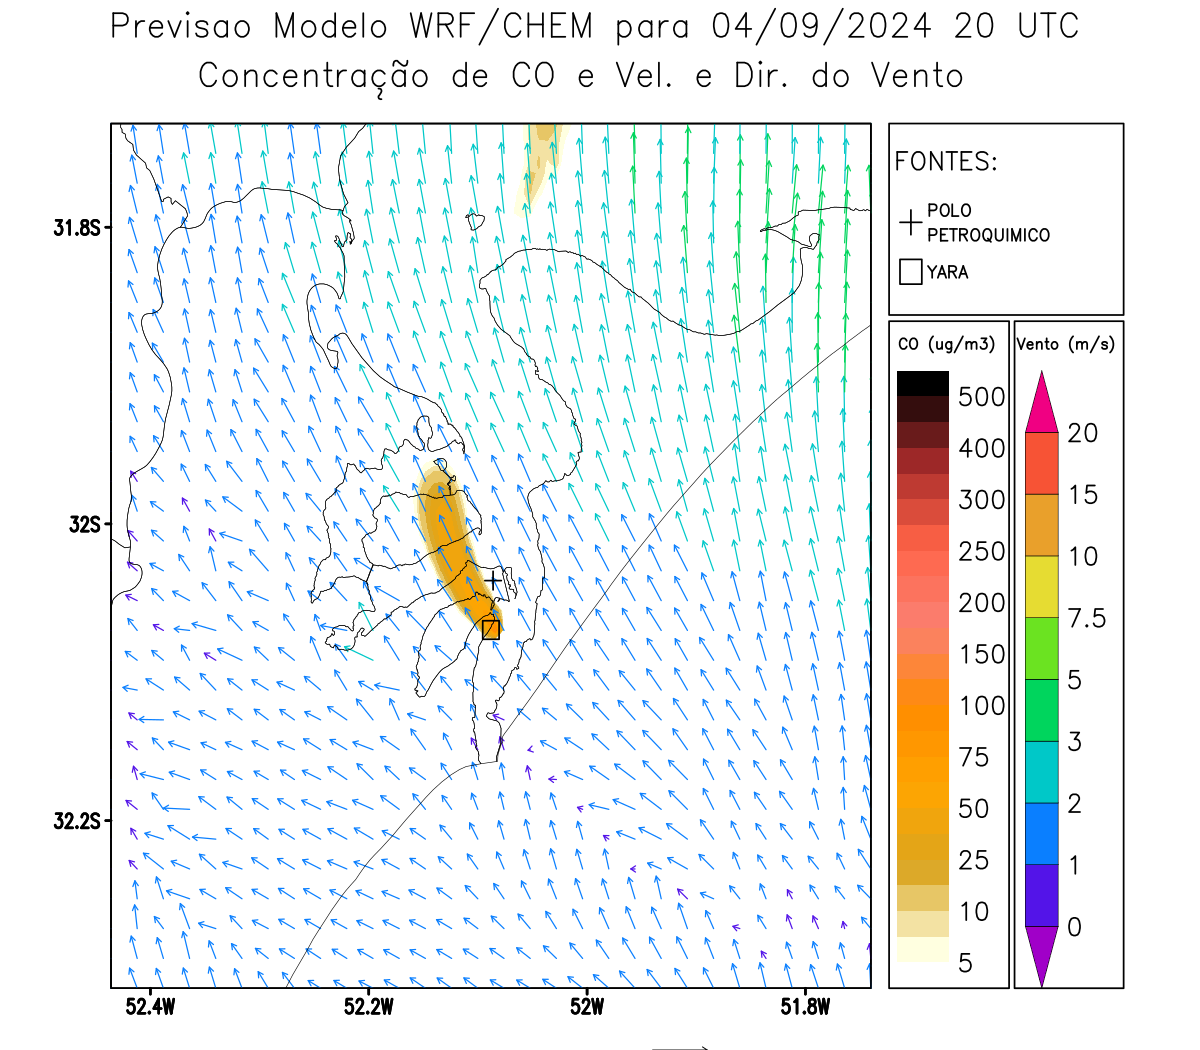 Previsao Modelo WRF/CHEM para 04/09/2024 20 UTC
Concentração de CO e Vel. e Dir. do Vento
FONTES:
POLO
PETROQUIMICO
YARA
CO (ug/m3)
500
400
300
250
200
150
100
75
50
25
10
5
Vento (m/s)
20
15
10
7.5
5
3
2
1
0
31.8S
32S
32.2S
52.4W
52.2W
52W
51.8W